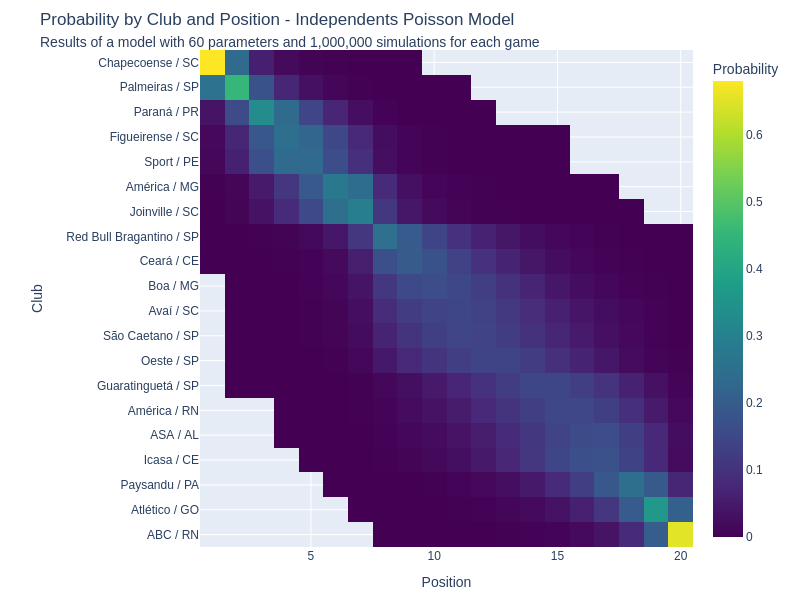 Probability by Club and Position - Independents Poisson Model
Results of a model with 60 parameters and 1,000,000 simulations for each game
Probability
Chapecoense / SC
Palmeiras / SP
Paraná / PR
Figueirense / SC
Sport / PE
América / MG
Joinville / SC
Red Bull Bragantino / SP
Ceará / CE
Boa / MG
Avaí / SC
São Caetano / SP
Oeste / SP
Guaratinguetá / SP
América / RN
ASA / AL
Icasa / CE
Paysandu / PA
Atlético / GO
ABC / RN
Club
5
10
15
20
Position
0.6
0.5
0.4
0.3
0.2
0.1
0